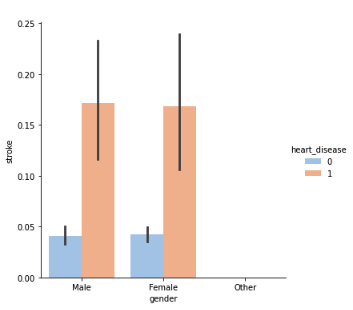 0.25
0.20
0.15
0.10
0.05
0.00
stroke
Male
Female
Other
gender
heart_disease
0
1